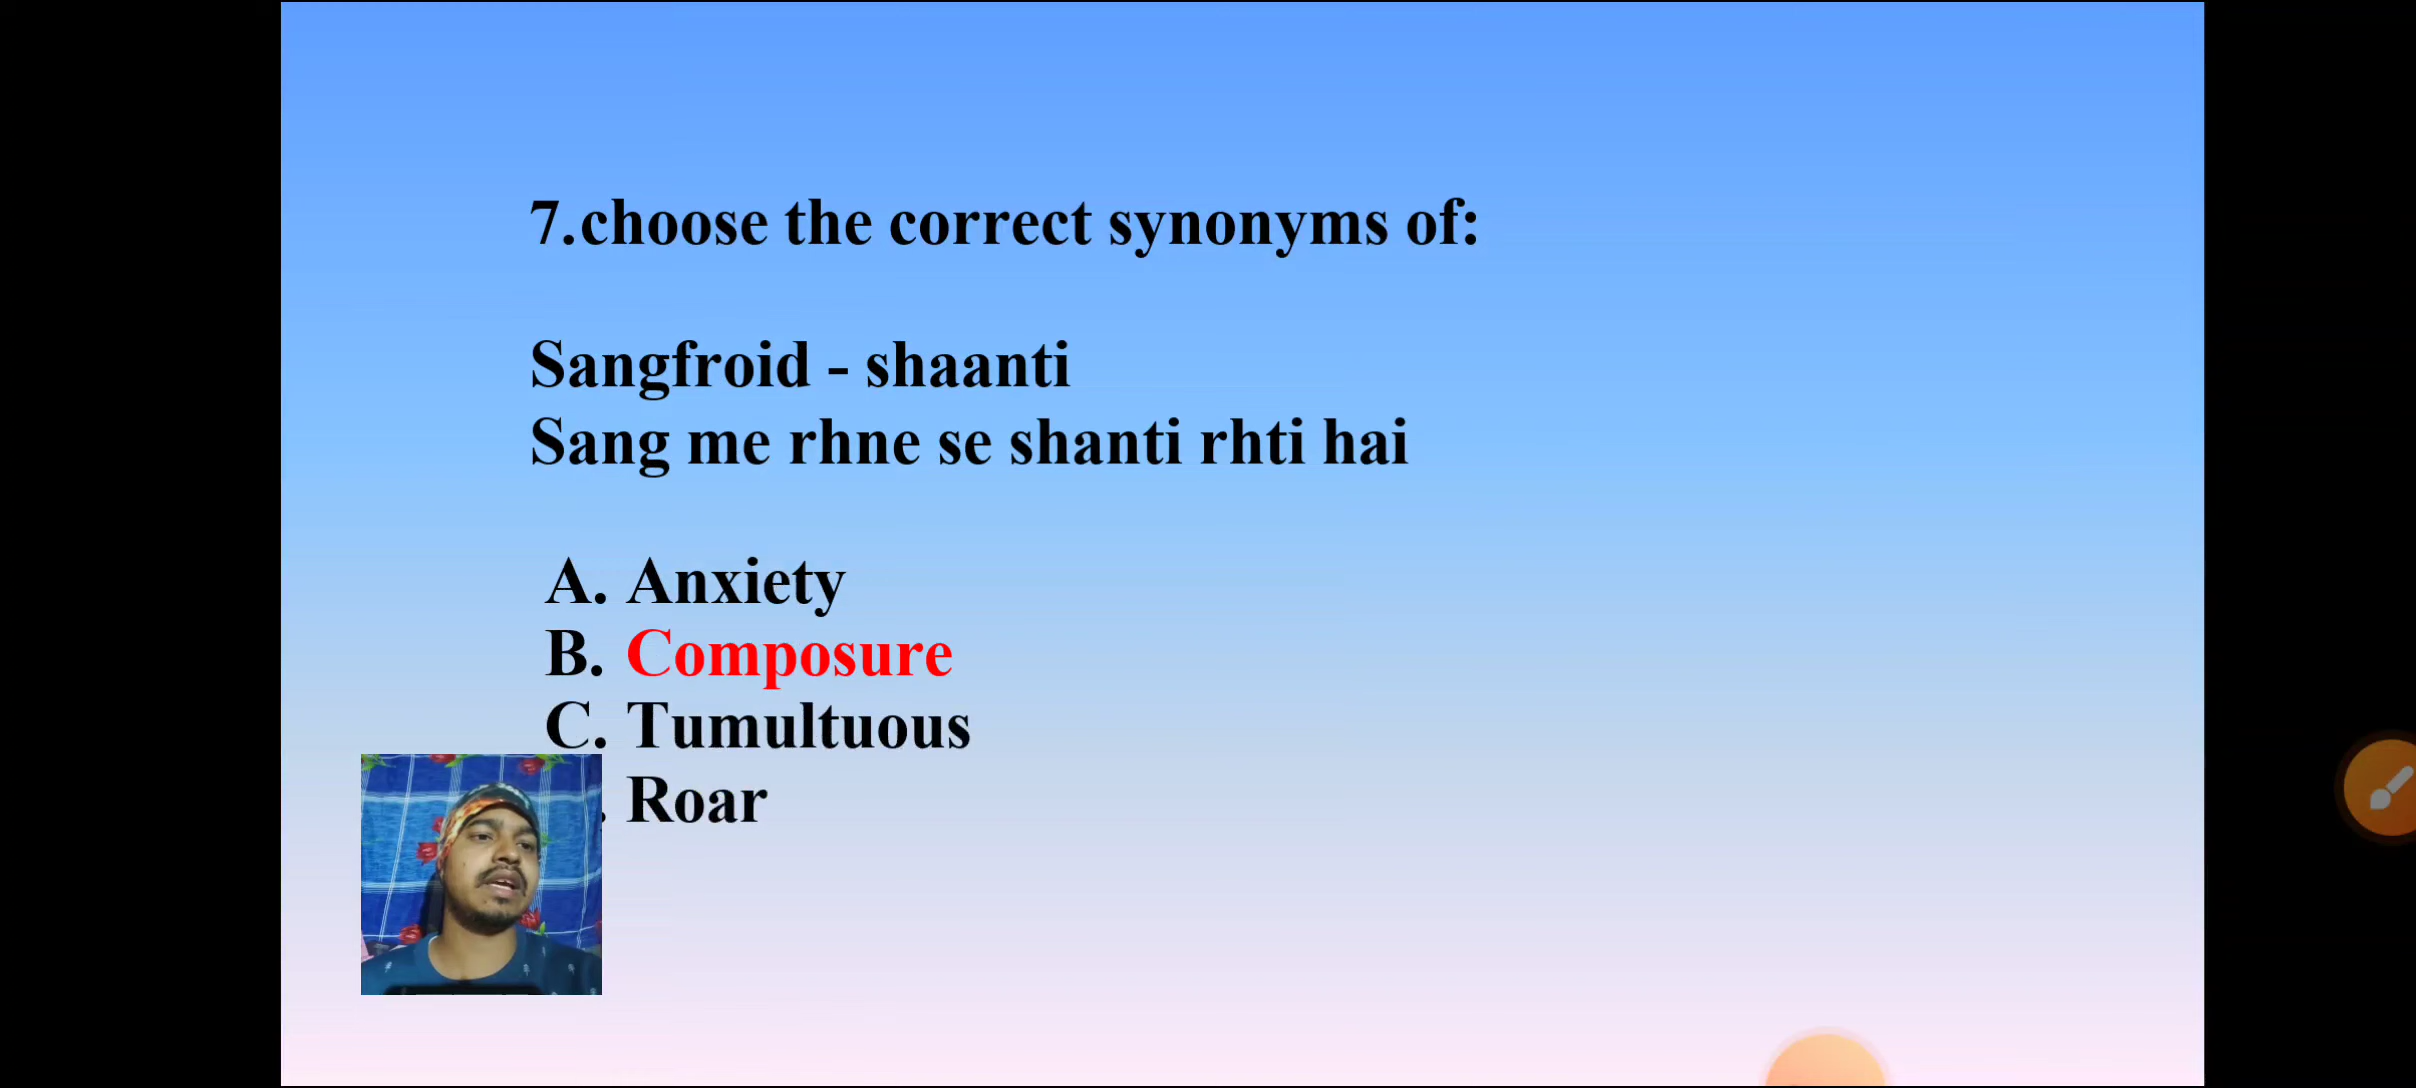 7.choose the correct synonyms of:
Sangfroid - shaanti
Sang me rhne se shanti rhti hai
A. Anxiety
B. Composure
C. Tumultuous
. Roar